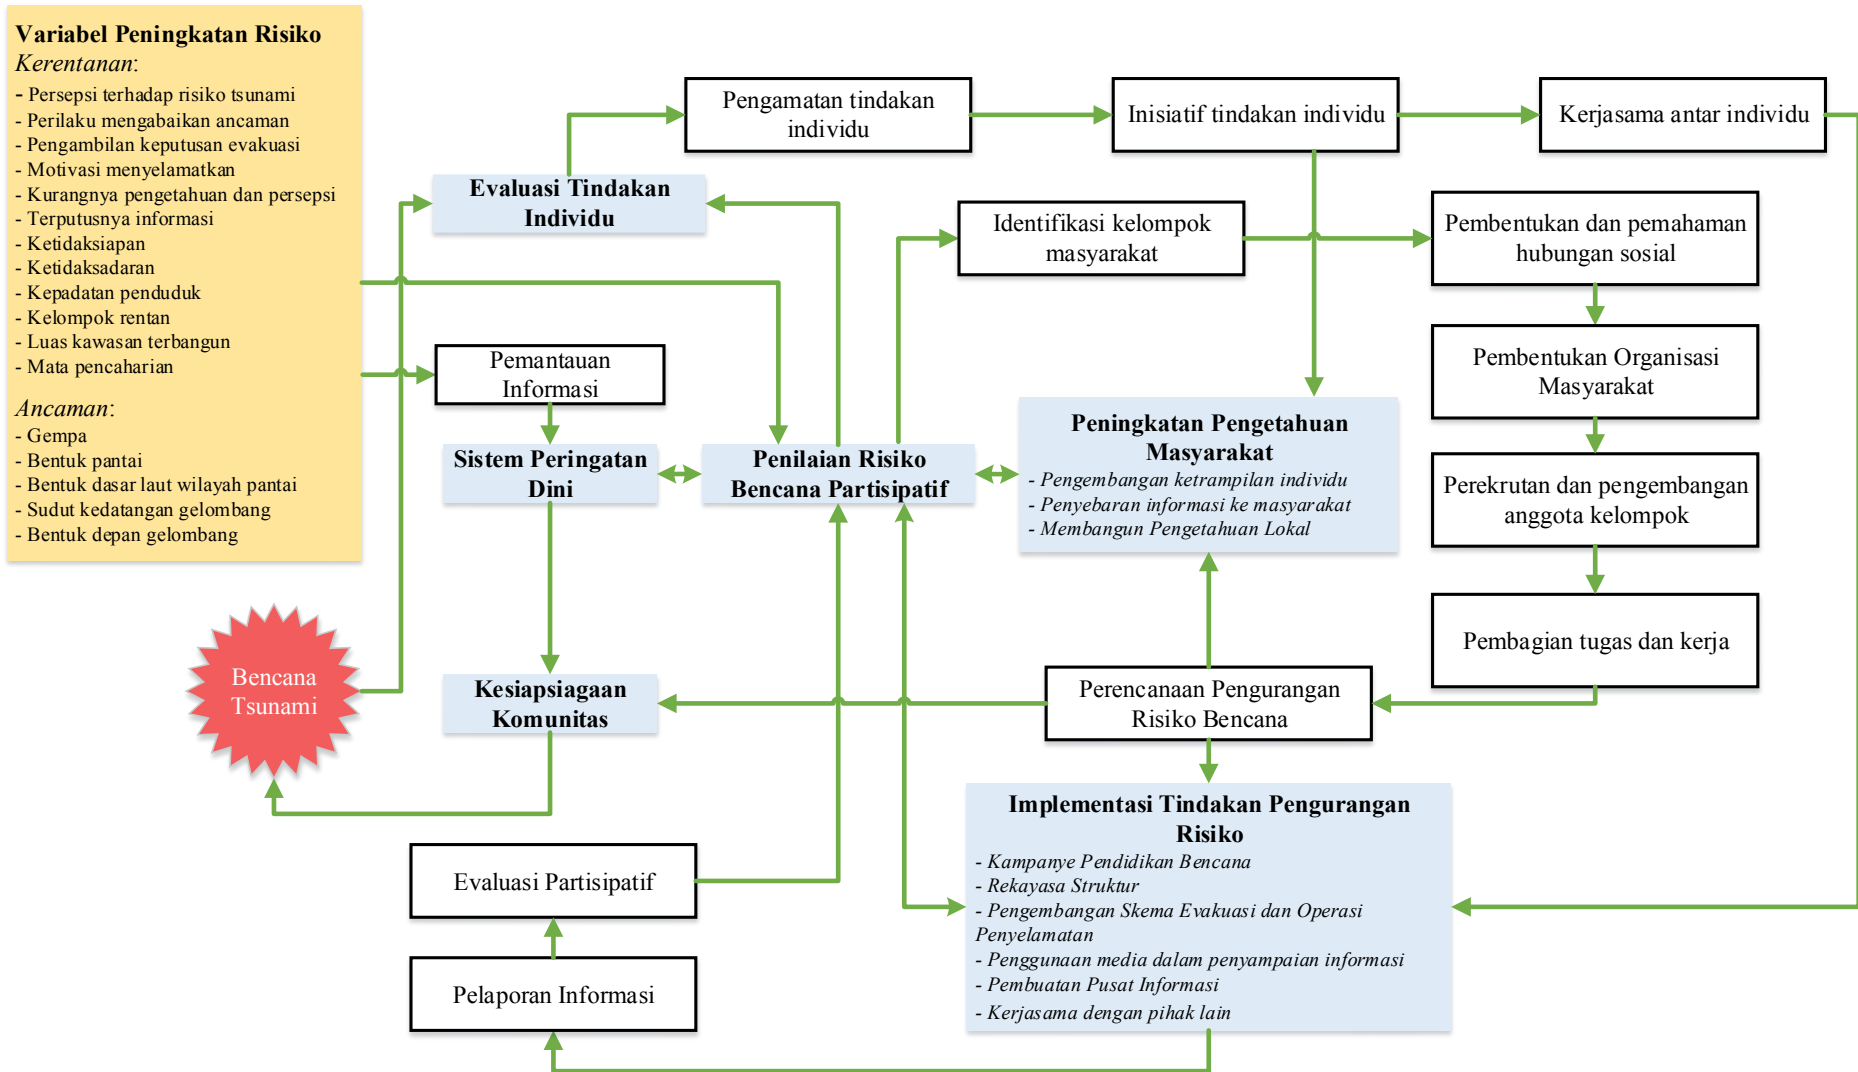 Variabel Peningkatan Risiko
Kerentanan:
- Persepsi terhadap risiko tsunami
- Perilaku mengabaikan ancaman
- Pengambilan keputusan evakuasi
- Motivasi menyelamatkan
- Kurangnya pengetahuan dan persepsi
- Terputusnya informasi
- Ketidaksiapan
- Ketidaksadaran
- Kepadatan penduduk
- Kelompok rentan
- Luas kawasan terbangun
- Mata pencaharian
Ancaman:
- Gempa
- Bentuk pantai
- Bentuk dasar laut wilayah pantai
- Sudut kedatangan gelombang
- Bentuk depan gelombang
Pengamatan tindakan
individu
Inisiatif tindakan individu
Kerjasama antar individu
Evaluasi Tindakan
Individu
Identifikasi kelompok
masyarakat
Pembentukan dan pemahaman
hubungan sosial
Pemantauan
Informasi
Pembentukan Organisasi
Masyarakat
Sistem Peringatan
Dini
Penilaian Risiko
Bencana Partisipatif
Peningkatan Pengetahuan
Masyarakat
- Pengembangan ketrampilan individu
- Penyebaran informasi ke masyarakat
- Membangun Pengetahuan Lokal
Perekrutan dan pengembangan
anggota kelompok
Pembagian tugas dan kerja
Bencana
Tsunami
Kesiapsiagaan
Komunitas
Perencanaan Pengurangan
Risiko Bencana
Implementasi Tindakan Pengurangan
Risiko
- Kampanye Pendidikan Bencana
- Rekayasa Struktur
- Pengembangan Skema Evakuasi dan Operasi
Penyelamatan
- Penggunaan media dalam penyampaian informasi
- Pembuatan Pusat Informasi
- Kerjasama dengan pihak lain
Evaluasi Partisipatif
Pelaporan Informasi